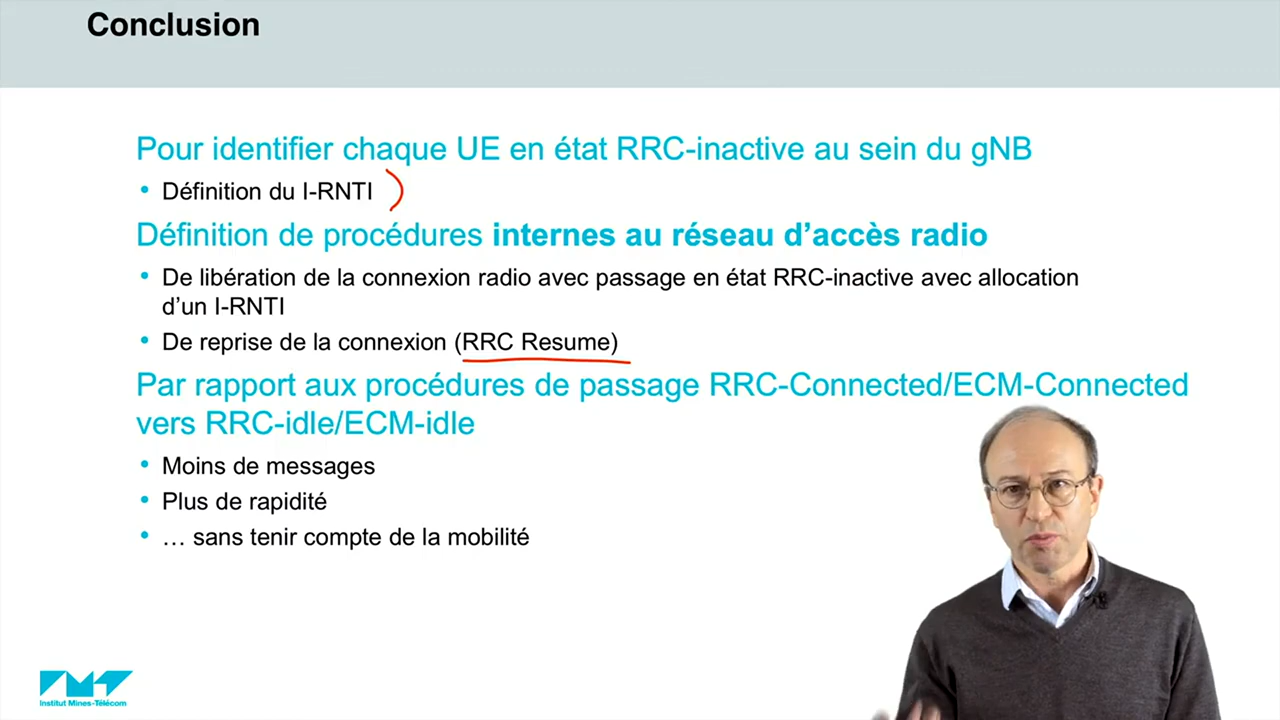 Conclusion
Pour identifier chaque UE en état RRC-inactive au sein du gNB
• Définition du I-RNTI
Définition de procédures internes au réseau d'accès radio
• De libération de la connexion radio avec passage en état RRC-inactive avec allocation
d'un I-RNTI
• De reprise de la connexion (RRC Resume)
Par rapport aux procédures de passage RRC-Connected/ECM-Connected
vers RRC-idle/ECM-idle
• Moins de messages
• Plus de rapidité
• … sans tenir compte de la mobilité
Institut Mines-Télécom